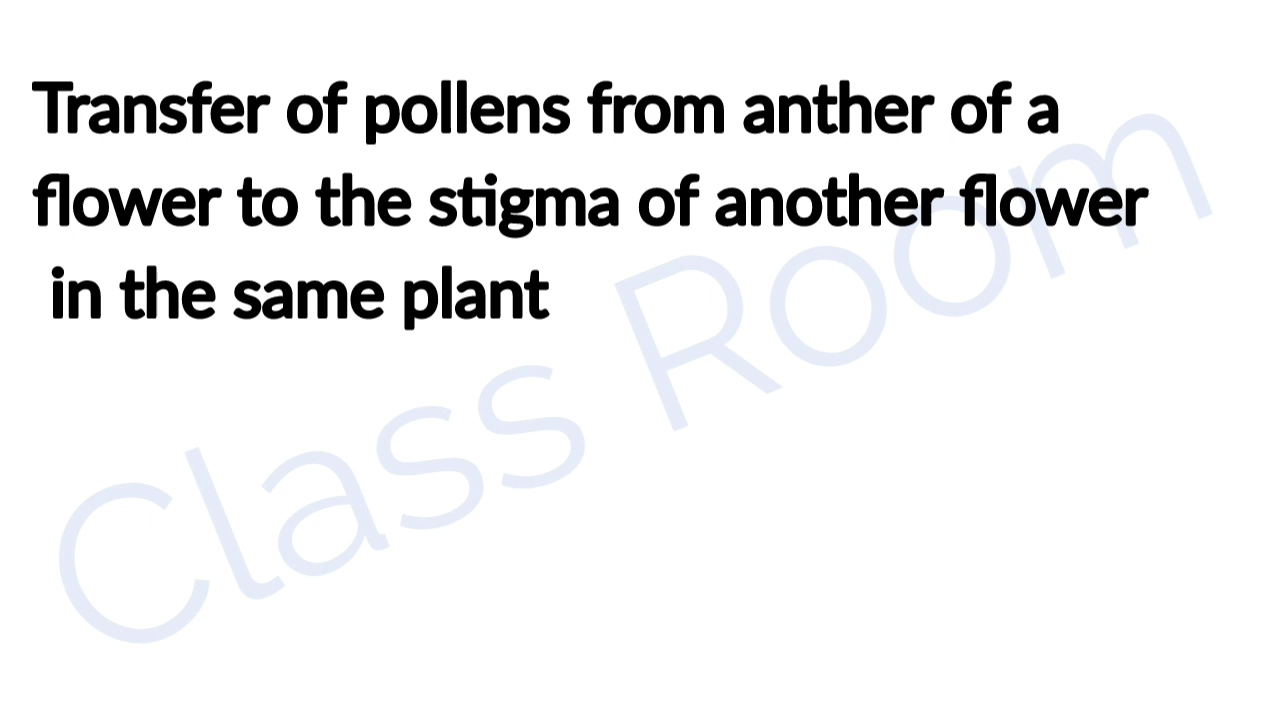 Transfer of pollens from anther of a
flower to the stigma of another flower
in the same plant
Class Room